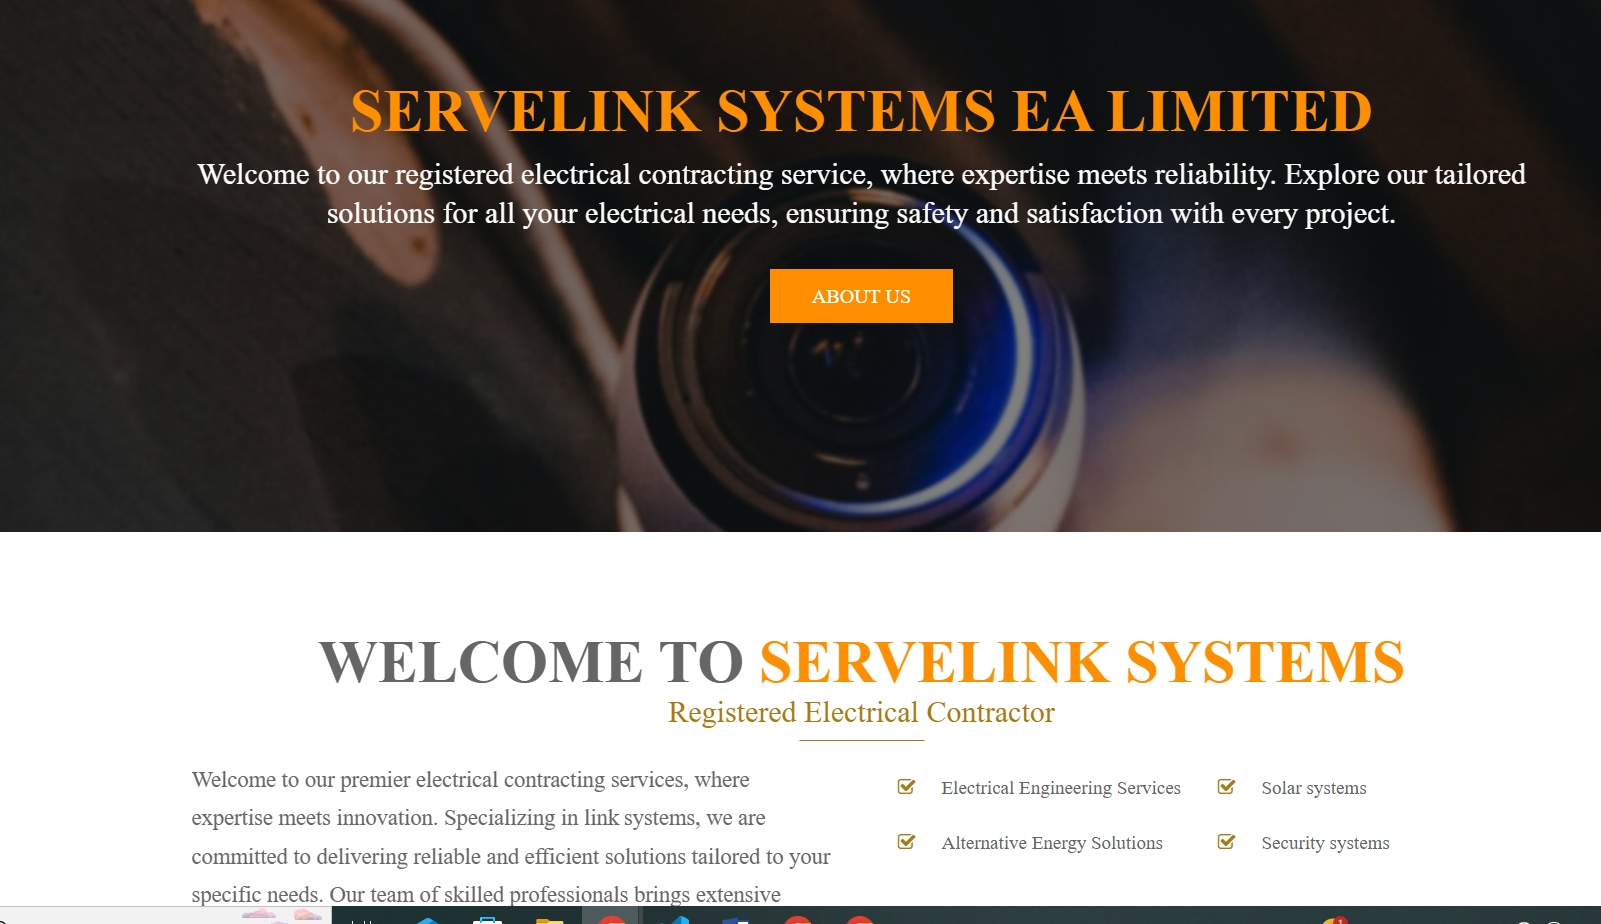 SERVELINK SYSTEMS EA LIMITED
Welcome to our registered electrical contracting service, where expertise meets reliability. Explore our tailored
solutions for all your electrical needs, ensuring safety and satisfaction with every project.
ABOUT US
WELCOME TO SERVELINK SYSTEMS
Registered Electrical Contractor
Welcome to our premier electrical contracting services, where
expertise meets innovation. Specializing in link systems, we are
committed to delivering reliable and efficient solutions tailored to your
specific needs. Our team of skilled professionals brings extensive
Electrical Engineering Services
Solar systems
Alternative Energy Solutions
Security systems
1